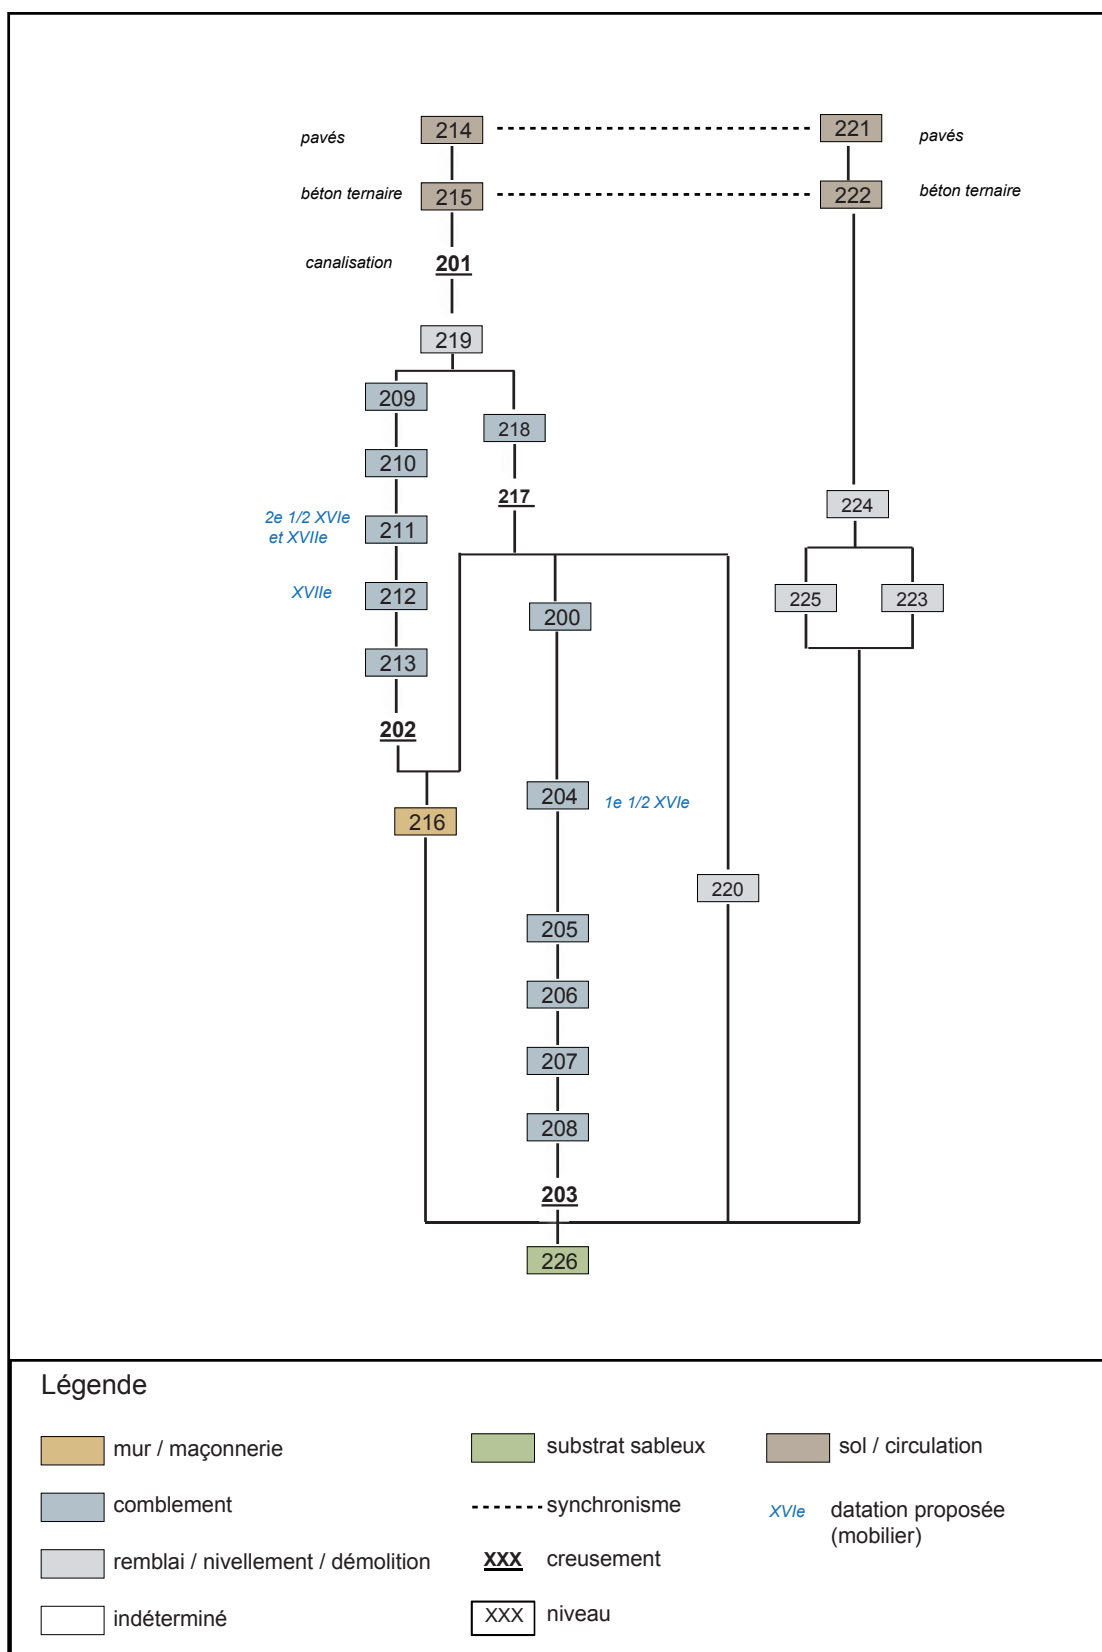 214
221
pavés
pavés
215
222
béton ternaire
béton ternaire
canalisation
201
219
209
218
210
217
224
2e 1/2 XVIe
et XVIIe
211
XVIIe
212
225
223
200
213
202
204
1e 1/2 XVIe
216
220
205
206
207
208
203
226
Légende
mur / maçonnerie
substrat sableux
sol / circulation
comblement
synchronisme
XVIe
datation proposée
(mobilier)
remblai / nivellement / démolition
XXX
creusement
indéterminé
XXX
niveau